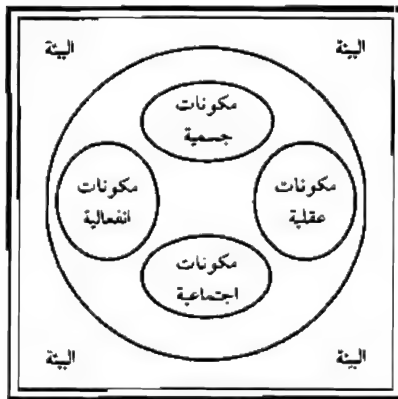 البيئة
البيئة
مكونات
جسمية
مكونات
عقلية
مكونات
انفعالية
مكونات
اجتماعية
البيئة
البيئة